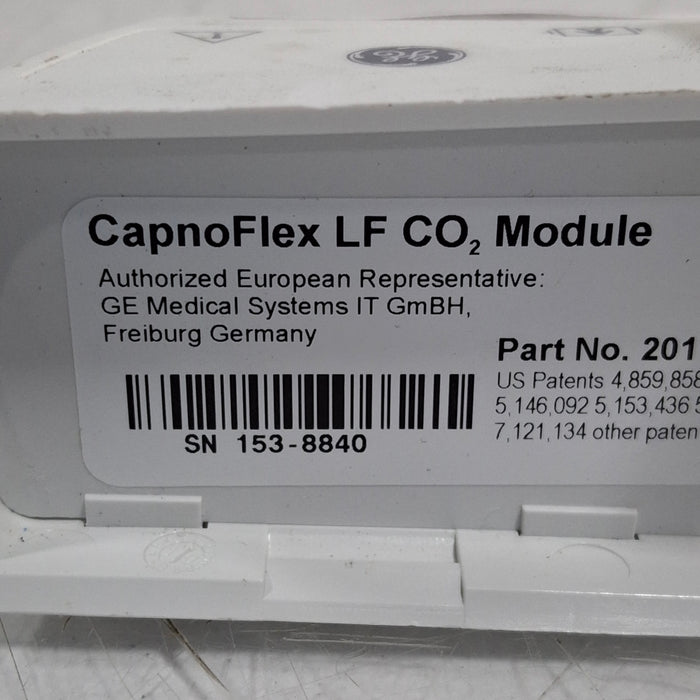 CapnoFlex LF CO₂ Module
Authorized European Representative:
GE Medical Systems IT GmBH,
Freiburg Germany
Part No. 201
US Patents 4,859,858
5,146,092 5,153,436 5
7,121,134 other paten
SN 153-8840